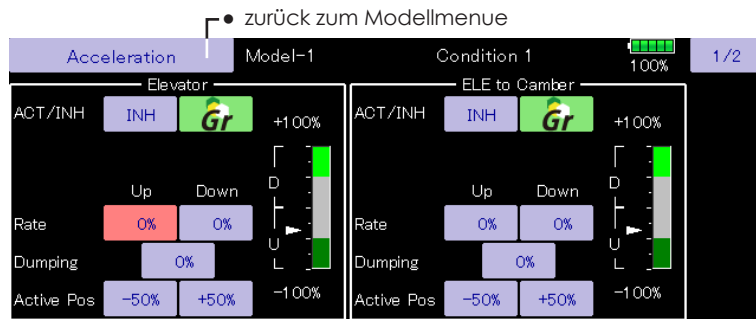 • zurück zum Modellmenue
Acceleration Model-1 Condition 1 100% 1/2
Elevator ELE to Camber
ACT/INH INH Gr +100% ACT/INH INH Gr +100%
Up Down D Up Down D
Rate 0% 0% Rate 0% 0%
U U
Dumping 0% L Dumping 0% L
Active Pos -50% +50% -100% Active Pos -50% +50% -100%